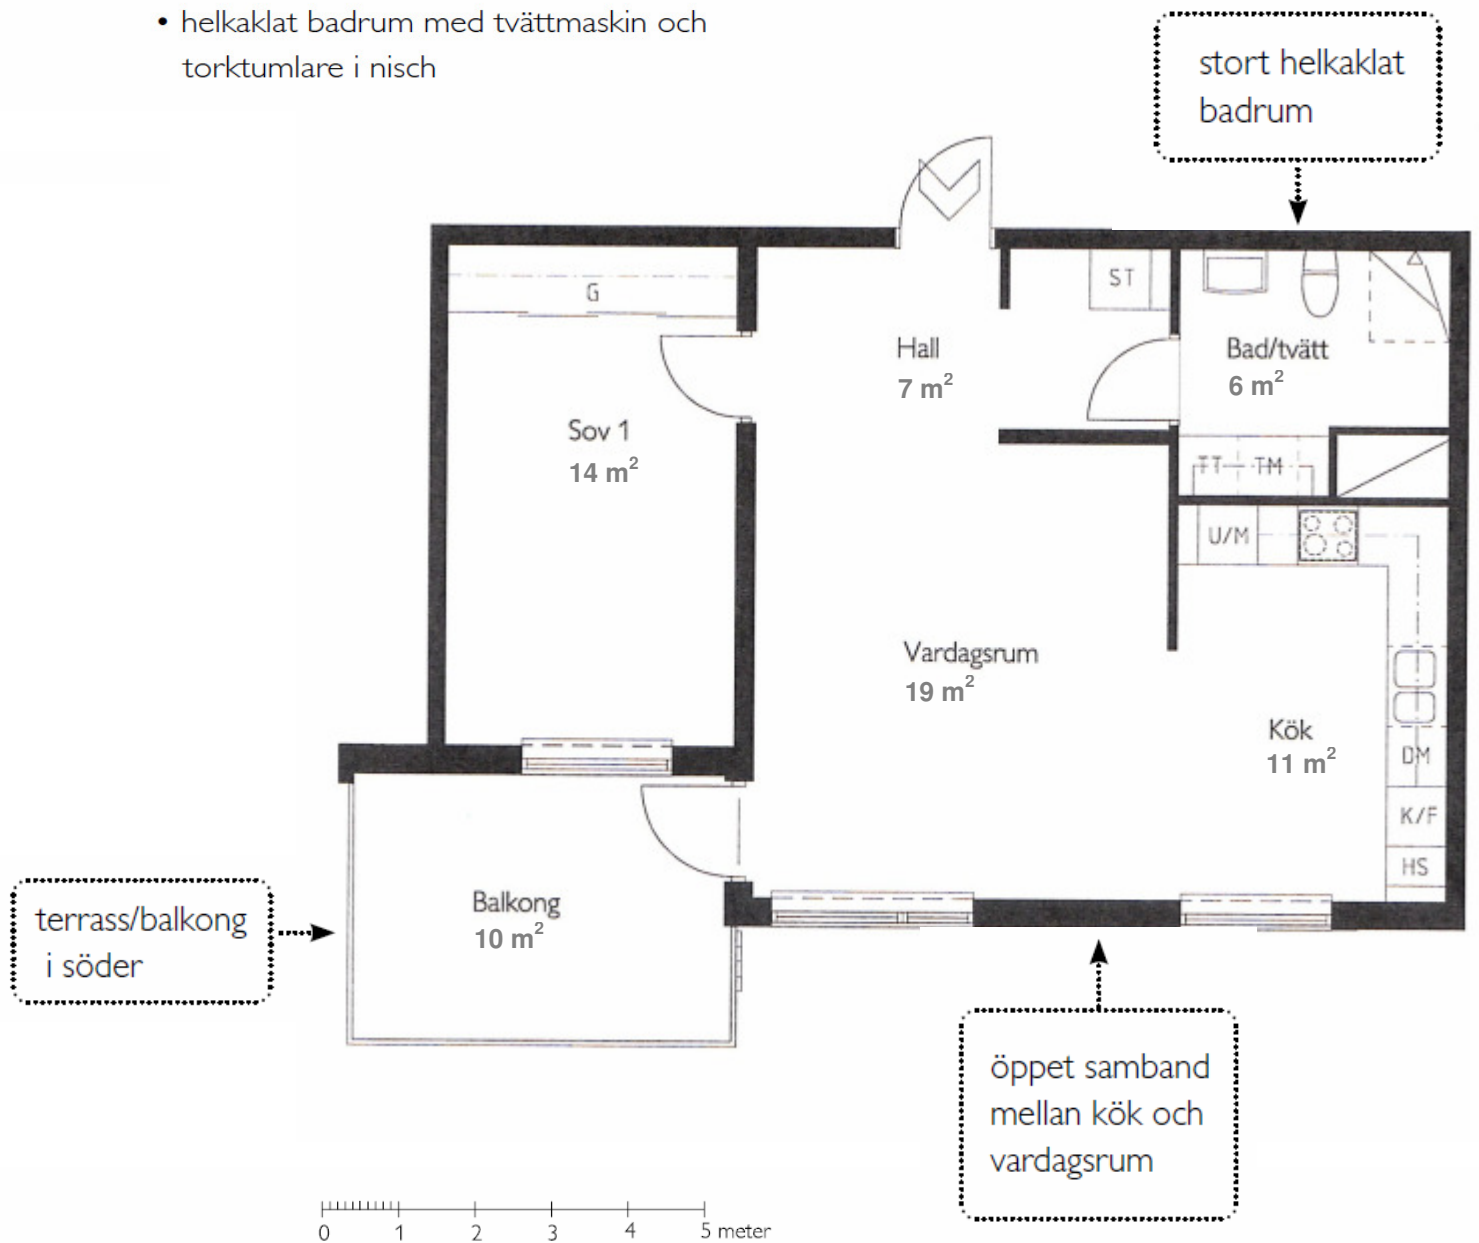 • helkaklat badrum med tvättmaskin och
torktumlare i nisch
stort helkaklat
badrum
G
ST
Hall
7 m²
Bad/tvätt
6 m²
Sov 1
14 m²
TT TM
U/M
Vardagsrum
19 m²
Kök
11 m²
DM
K/F
HS
Balkong
10 m²
terrass/balkong
i söder
öppet samband
mellan kök och
vardagsrum
0 1 2 3 4 5 meter